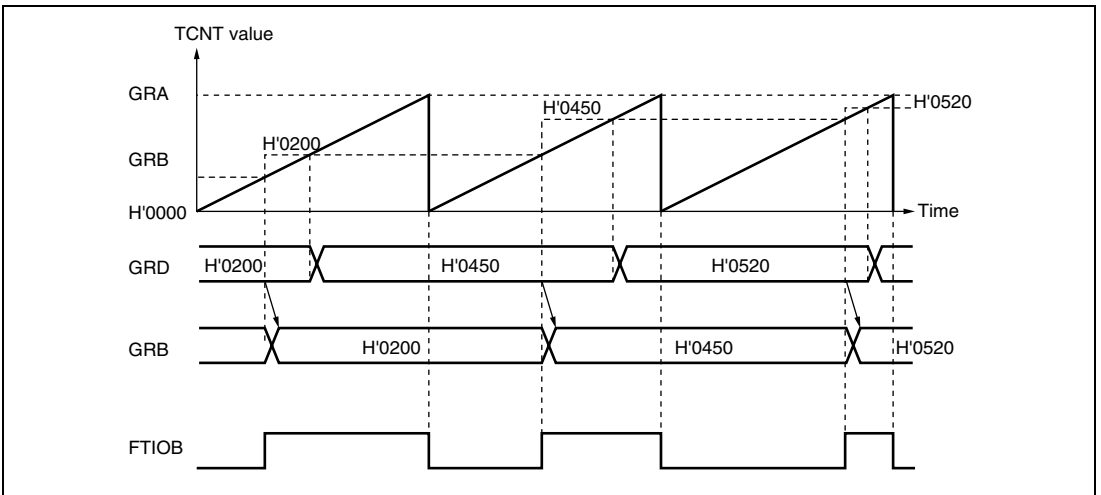 TCNT value
GRA
H'0450
H'0520
H'0200
GRB
H'0000
Time
GRD
H'0200
H'0450
H'0520
GRB
H'0200
H'0450
H'0520
FTIOB